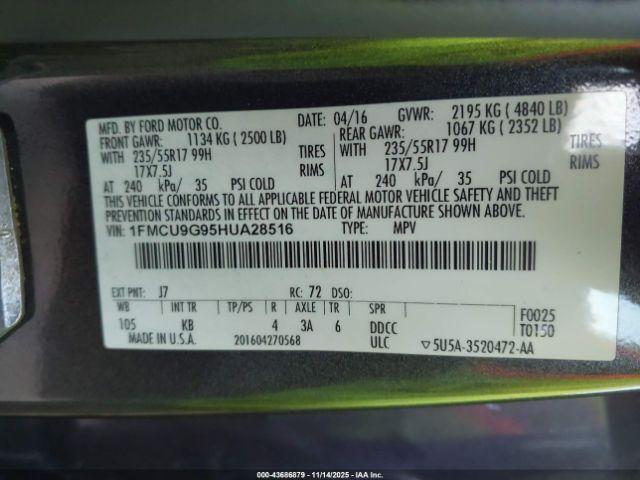 MFD. BY FORD MOTOR CO. DATE: 04/16 GVWR: 2195 KG ( 4840 LB)
FRONT GAWR: 1134 KG ( 2500 LB) REAR GAWR: 1067 KG ( 2352 LB)
WITH 235/55R17 99H TIRES WITH 235/55R17 99H TIRES
17X7.5J RIMS 17X7.5J RIMS
AT 240 kPa/ 35 PSI COLD AT 240 kPa/ 35 PSI COLD
THIS VEHICLE CONFORMS TO ALL APPLICABLE FEDERAL MOTOR VEHICLE SAFETY AND THEFT
PREVENTION STANDARDS IN EFFECT ON THE DATE OF MANUFACTURE SHOWN ABOVE.
VIN: 1FMCU9G95HUA28516 TYPE: MPV
EXT PNT: J7 RC: 72 DSO:
WB INT TR TP/PS R AXLE TR SPR F0025
105 KB 4 3A 6 DDCC T0150
MADE IN U.S.A. 201604270568 ULC ▽5U5A-3520472-AA
000-43686879 - 11/14/2025 - IAA Inc.